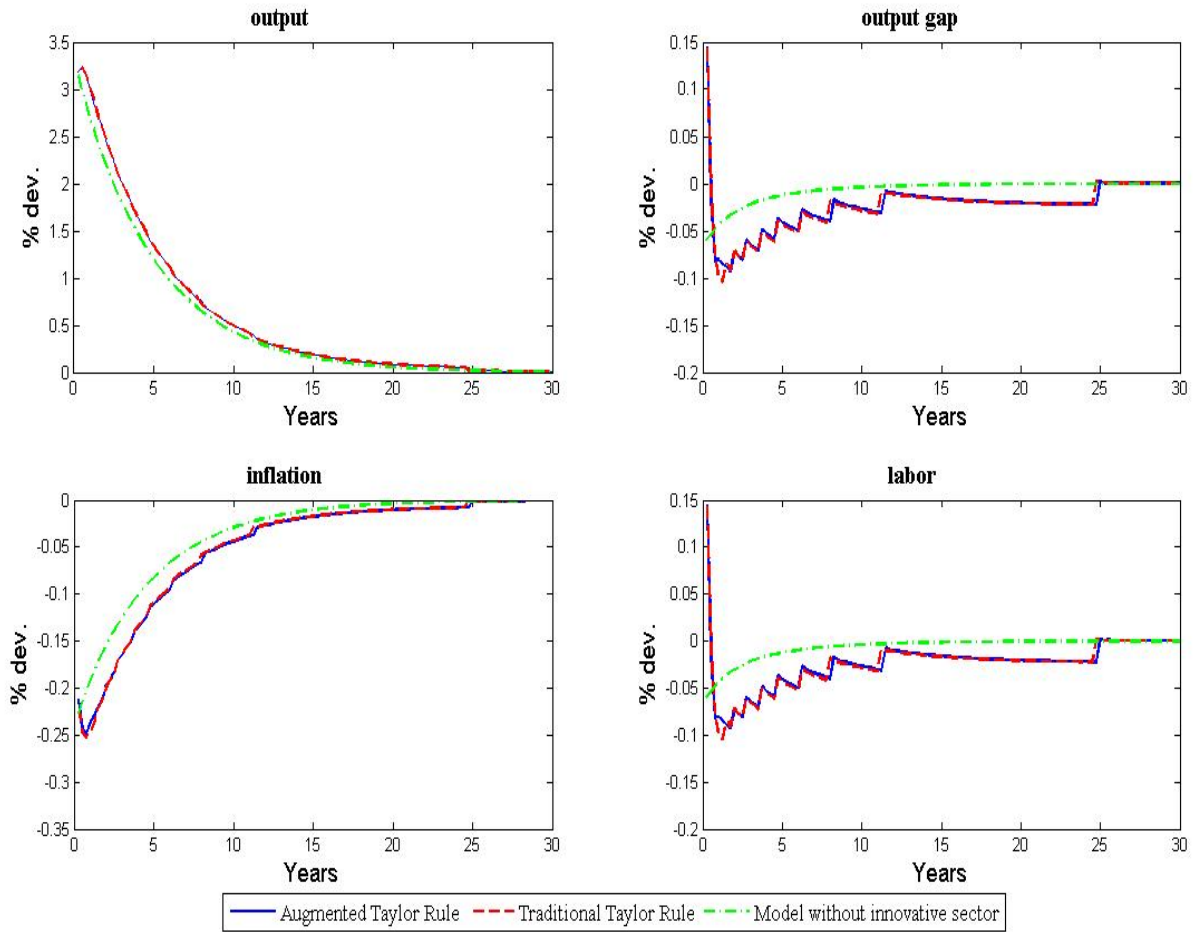 output
3.5
3
2.5
2
1.5
1
0.5
0
% dev.
0 5 10 15 20 25 30
Years
output gap
0.15
0.1
0.05
0
-0.05
-0.1
-0.15
-0.2
% dev.
0 5 10 15 20 25 30
Years
inflation
0
-0.05
-0.1
-0.15
-0.2
-0.25
-0.3
-0.35
% dev.
0 5 10 15 20 25 30
Years
labor
0.15
0.1
0.05
0
-0.05
-0.1
-0.15
-0.2
% dev.
0 5 10 15 20 25 30
Years
Augmented Taylor Rule Traditional Taylor Rule Model without innovative sector